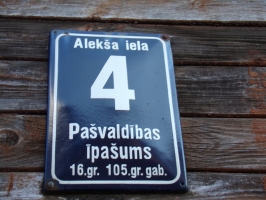 Alekša iela
4
Pašvaldības
īpašums
16.gr. 105.gr.gab.